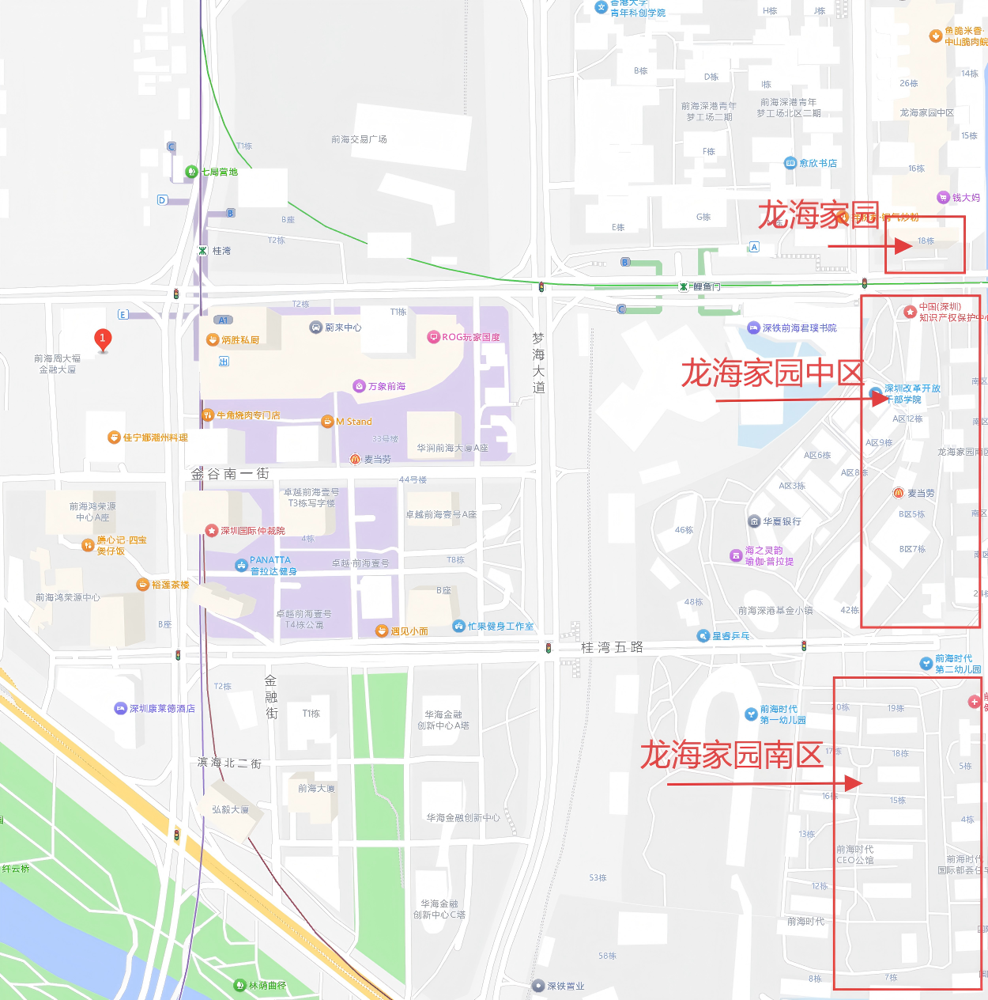 香港大学
青年科创学院
H栋
J栋
鱼脆米香·
中山脆肉皖
B栋
D栋
I栋
14栋
26栋
前海深港青年
梦工场二期
前海深港青年
梦工场北区二期
龙海家园中区
T1栋
前海交易广场
C
七局营地
F栋
愈欣书店
15栋
16栋
D
B
B座
G栋
E栋
钱大妈
龙海家园
T2栋
桂湾
A
18栋
B
鲤鱼门
C
E
T2栋
T1栋
A1
蔚来中心
炳胜私厨
ROG玩家国度
深铁前海君璞书院
中国(深圳)
知识产权保护中心
1
前海周大福
金融大厦
出
梦海大道
龙海家园中区
万象前海
深圳改革开放
干部学院
南区
牛角烧肉专门店
M Stand
A区12栋
佳宁娜潮州料理
33号楼
华润前海大厦A座
A区9栋
麦当劳
A区6栋
龙海家园南区
金谷南一街
44号楼
A区8栋
A区3栋
前海鸿荣源
中心A座
卓越前海壹号
T3栋写字楼
卓越前海壹号A座
麦当劳
B区5栋
深圳国际仲裁院
4栋
46栋
华夏银行
膳心记·四宝
煲仔饭
B区7栋
PANATTA
普拉达健身
卓越·前海壹号
T8栋
海之灵韵
瑜伽·普拉提
裕莲茶楼
前海鸿荣源中心
B座
48栋
前海深港基金小镇
42栋
B座
卓越前海壹号
T4栋公寓
遇见小面
忙果健身工作室
星睿乒乓
桂湾五路
前海时代
第二幼儿园
金融街
T2栋
深圳康莱德酒店
T1栋
华海金融
创新中心A塔
前海时代
第一幼儿园
20栋
19栋
龙海家园南区
17栋
18栋
滨海北二街
5栋
前海大厦
16栋
15栋
弘毅大厦
华海金融创新中心
4栋
13栋
前海时代
CEO公馆
前海时代
国际都荟住宅
纤云桥
S3栋
12栋
华海金融
创新中心C塔
前海时代
S8栋
8栋
7栋
林荫曲径
深铁置业